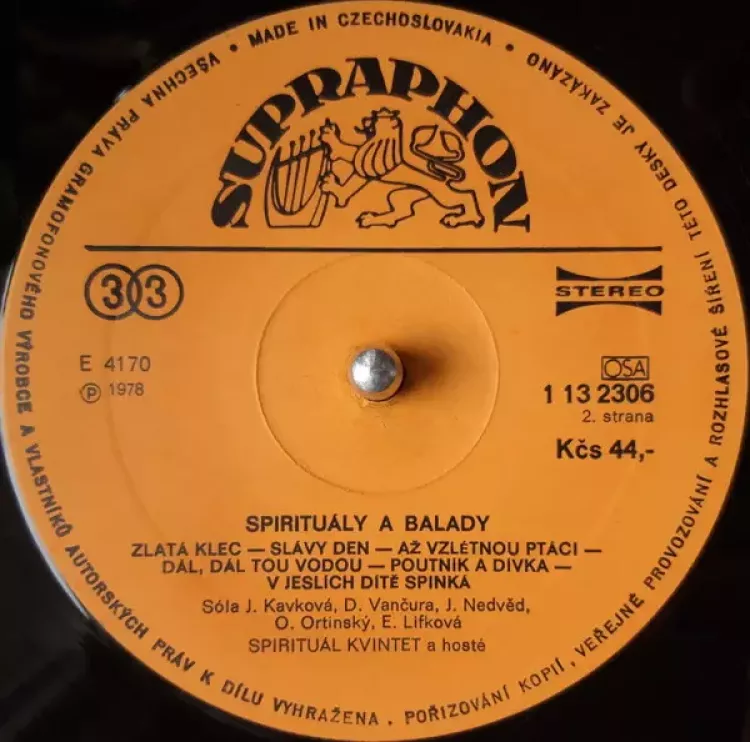 VŠECHNA PRÁVA GRAMOFONOVÉHO VÝROBCE A VLASTNÍKŮ AUTORSKÝCH PRÁV K DÍLU VYHRAŽENA. POŘIZOVÁNÍ KOPIÍ, VEŘEJNÉ PROVOZOVÁNÍ A ROZHLASOVÉ ŠÍŘENÍ TÉTO DESKY JE ZAKÁZÁNO • MADE IN CZECHOSLOVAKIA •
SUPRAPHON
33
STEREO
E 4170
Ⓟ 1978
OSA
1 13 2306
2. strana
Kčs 44,-
SPIRITUÁLY A BALADY
ZLATÁ KLEC — SLÁVY DEN — AŽ VZLÉTNOU PTÁCI —
DÁL, DÁL TOU VODOU — POUTNÍK A DÍVKA —
V JESLÍCH DÍTĚ SPINKÁ
Sóla J. Kavková, D. Vančura, J. Nedvěd,
O. Ortinský, E. Lifková
SPIRITUÁL KVINTET a hosté